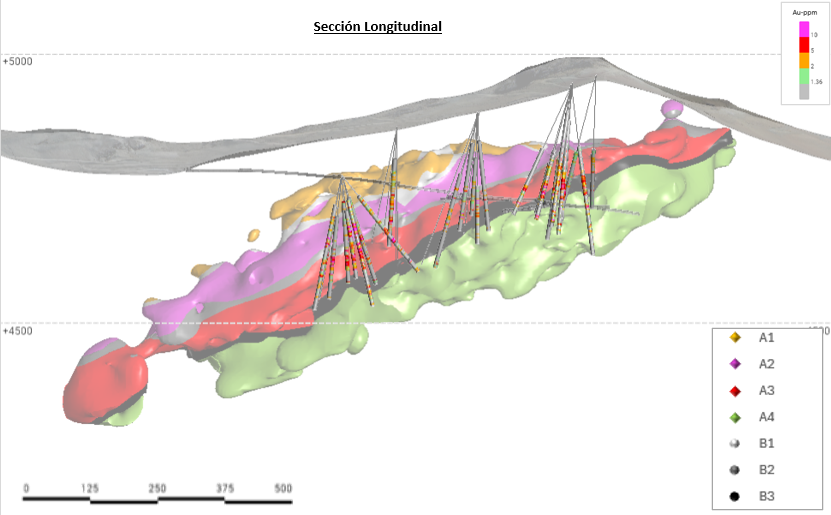 Sección Longitudinal
Au-ppm
10
5
2
1.36
+5000
+4500
A1
A2
A3
A4
B1
B2
B3
0 125 250 375 500